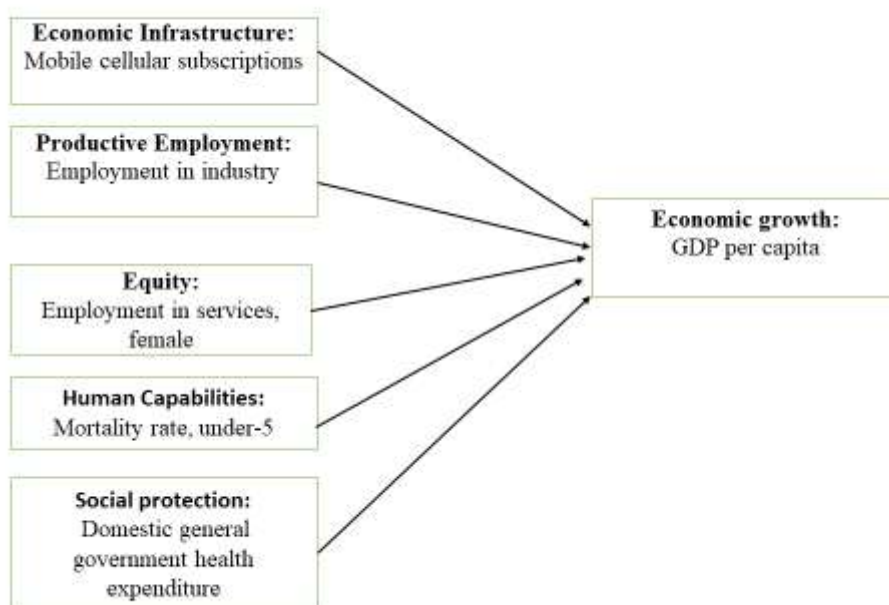 Economic Infrastructure:
Mobile cellular subscriptions
Productive Employment:
Employment in industry
Economic growth:
GDP per capita
Equity:
Employment in services,
female
Human Capabilities:
Mortality rate, under-5
Social protection:
Domestic general
government health
expenditure